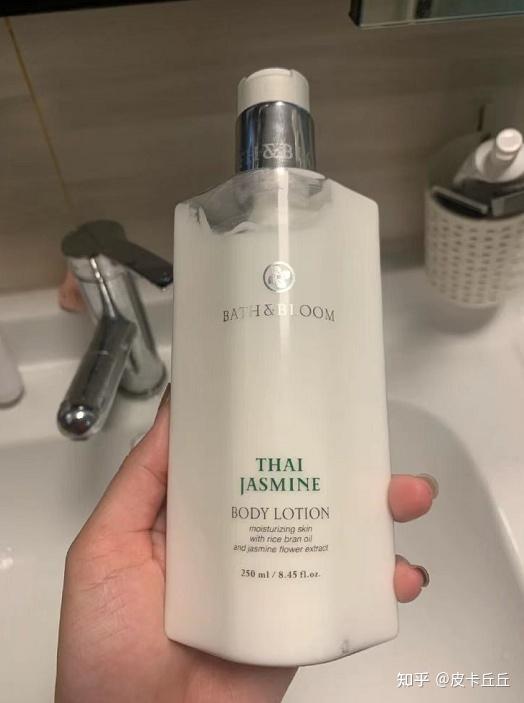 BATH & BLOOM
THAI
JASMINE
BODY LOTION
moisturizing skin
with rice bran oil
and jasmine flower extract
250 ml / 8.45 fl.oz.
知乎 @皮卡丘丘